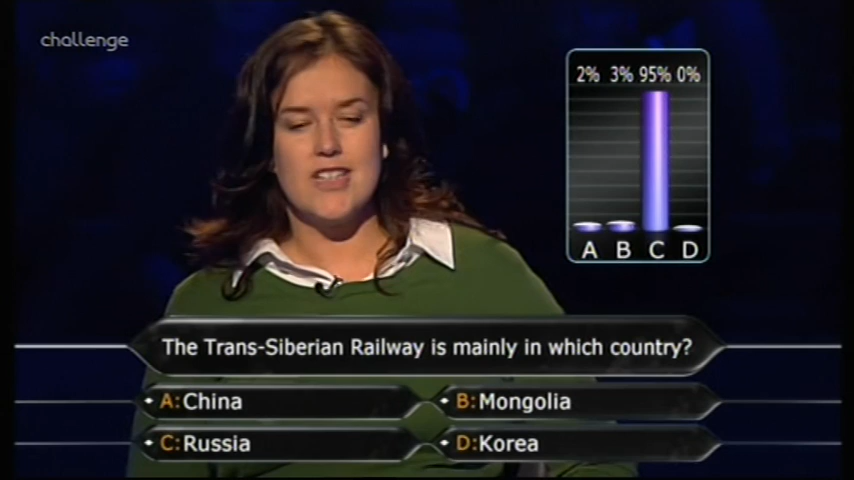 challenge
2% 3% 95% 0%
A B C D
The Trans-Siberian Railway is mainly in which country?
A: China
B: Mongolia
C: Russia
D: Korea